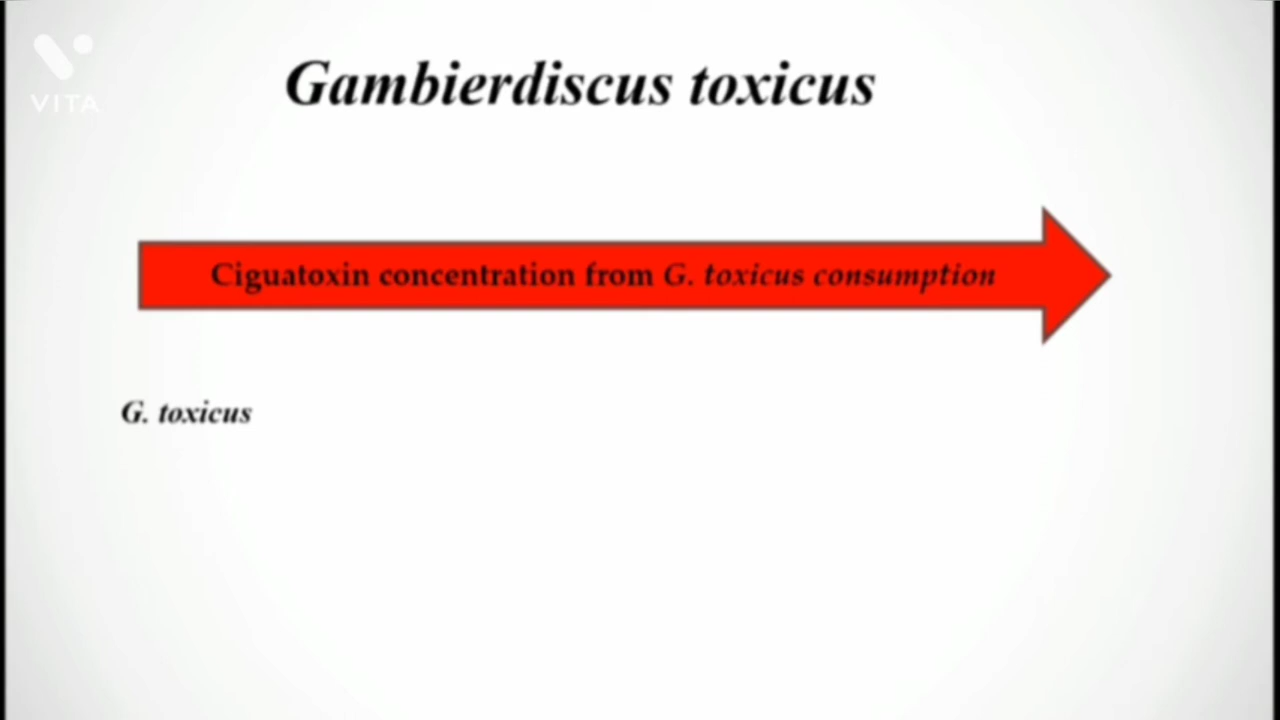 VITA
Gambierdiscus toxicus
Ciguatoxin concentration from G. toxicus consumption
G. toxicus